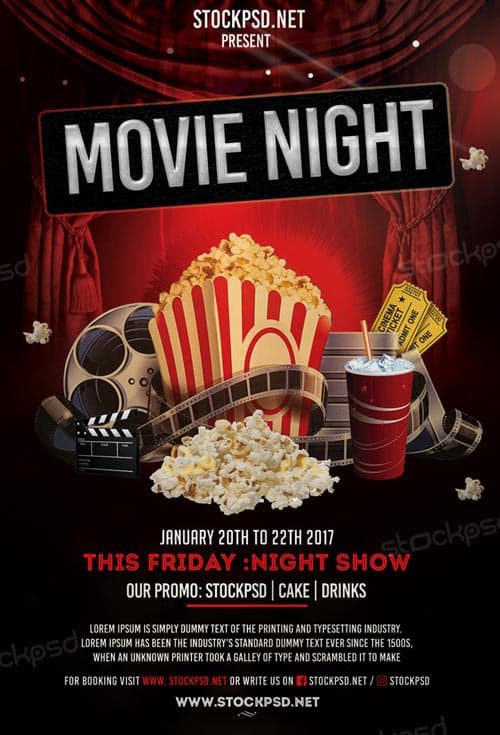 STOCKPSD.NET
PRESENT
MOVIE NIGHT
CINEMA
TICKET
ADMIT ONE
ADMIT ONE
JANUARY 20TH TO 22TH 2017
THIS FRIDAY :NIGHT SHOW
OUR PROMO: STOCKPSD | CAKE | DRINKS
LOREM IPSUM IS SIMPLY DUMMY TEXT OF THE PRINTING AND TYPESETTING INDUSTRY.
LOREM IPSUM HAS BEEN THE INDUSTRY'S STANDARD DUMMY TEXT EVER SINCE THE 1500S,
WHEN AN UNKNOWN PRINTER TOOK A GALLEY OF TYPE AND SCRAMBLED IT TO MAKE
FOR BOOKING VISIT WWW. STOCKPSD.NET OR WRITE US ON STOCKPSD.NET / STOCKPSD
WWW.STOCKPSD.NET
stockpsd
stockpsd